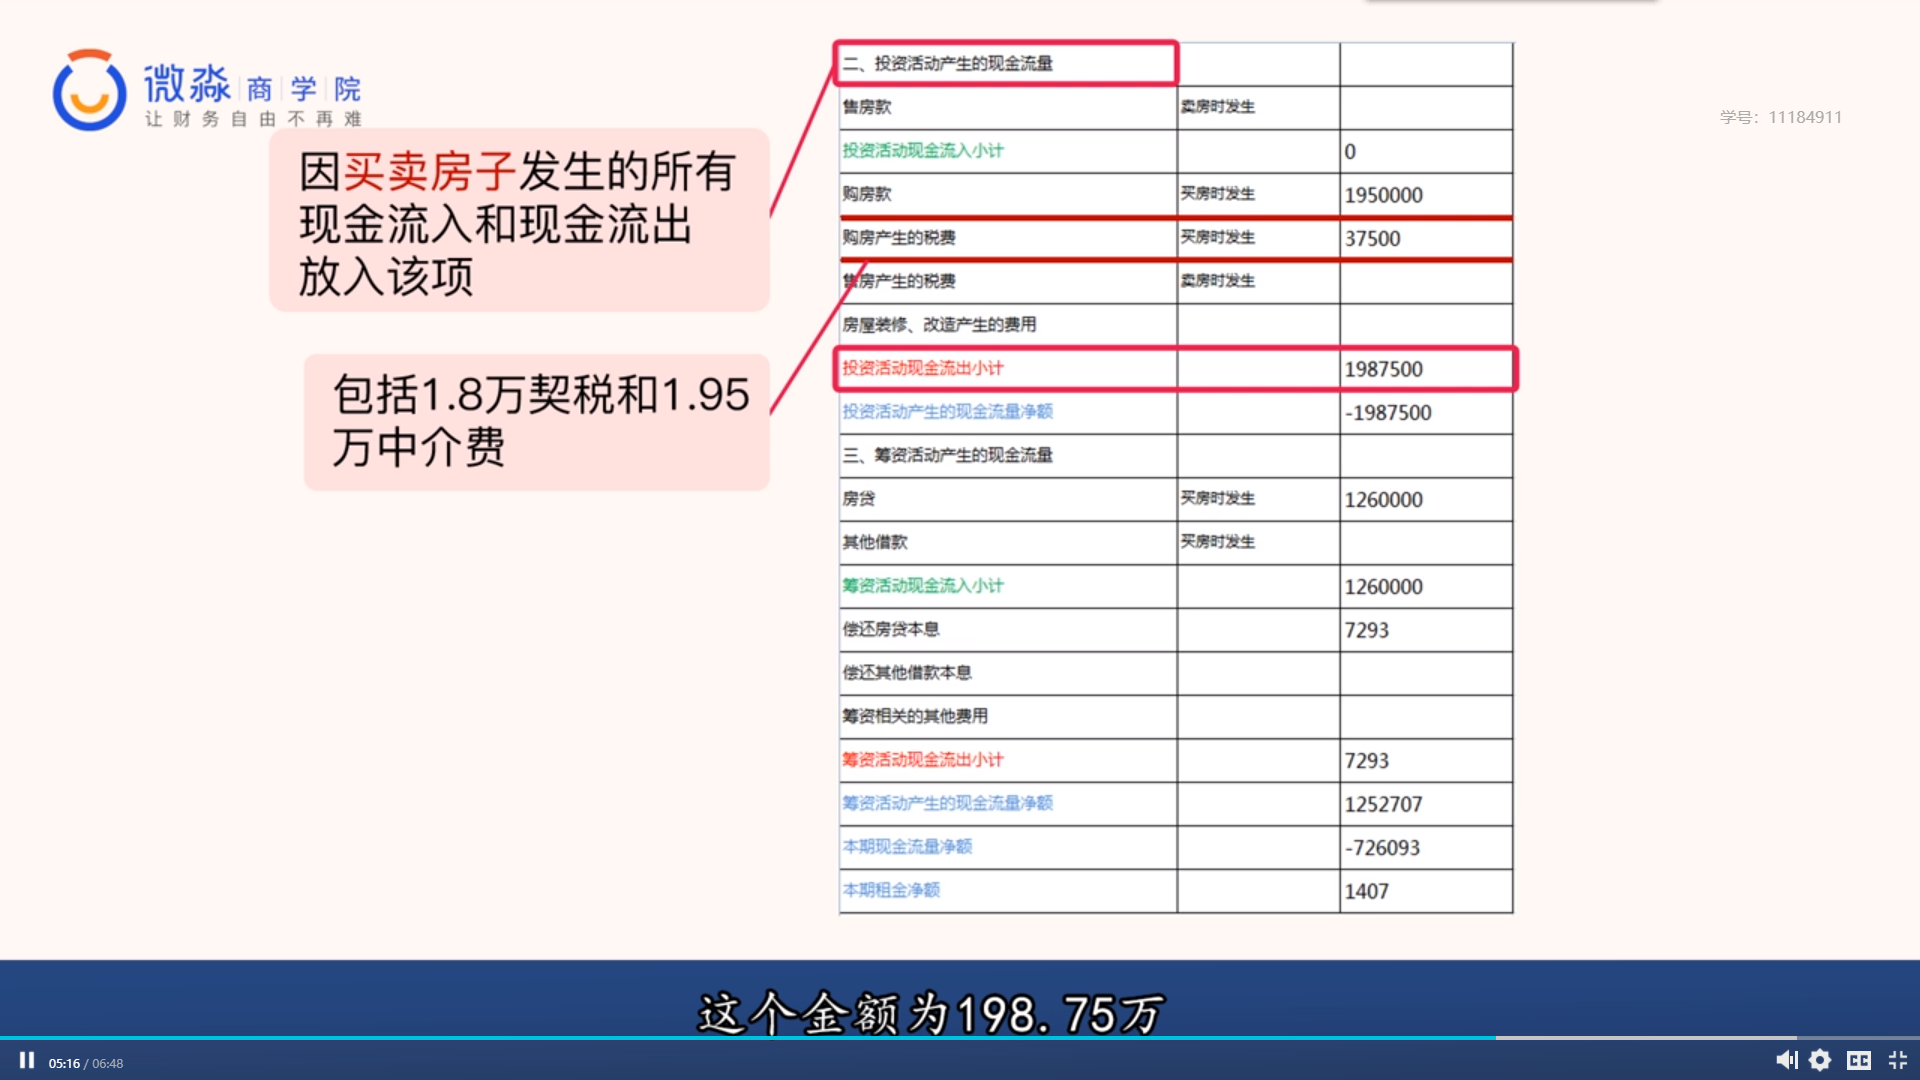 微淼 商 学 院
让财务自由不再难
学号：11184911
因买卖房子发生的所有
现金流入和现金流出
放入该项
包括1.8万契税和1.95
万中介费
二、投资活动产生的现金流量
售房款 卖房时发生
投资活动现金流入小计 0
购房款 买房时发生 1950000
购房产生的税费 买房时发生 37500
售房产生的税费 卖房时发生
房屋装修、改造产生的费用
投资活动现金流出小计 1987500
投资活动产生的现金流量净额 -1987500
三、筹资活动产生的现金流量
房贷 买房时发生 1260000
其他借款 买房时发生
筹资活动现金流入小计 1260000
偿还房贷本息 7293
偿还其他借款本息
筹资相关的其他费用
筹资活动现金流出小计 7293
筹资活动产生的现金流量净额 1252707
本期现金流量净额 -726093
本期租金净额 1407
这个金额为198.75万
05:16 / 06:48
CC